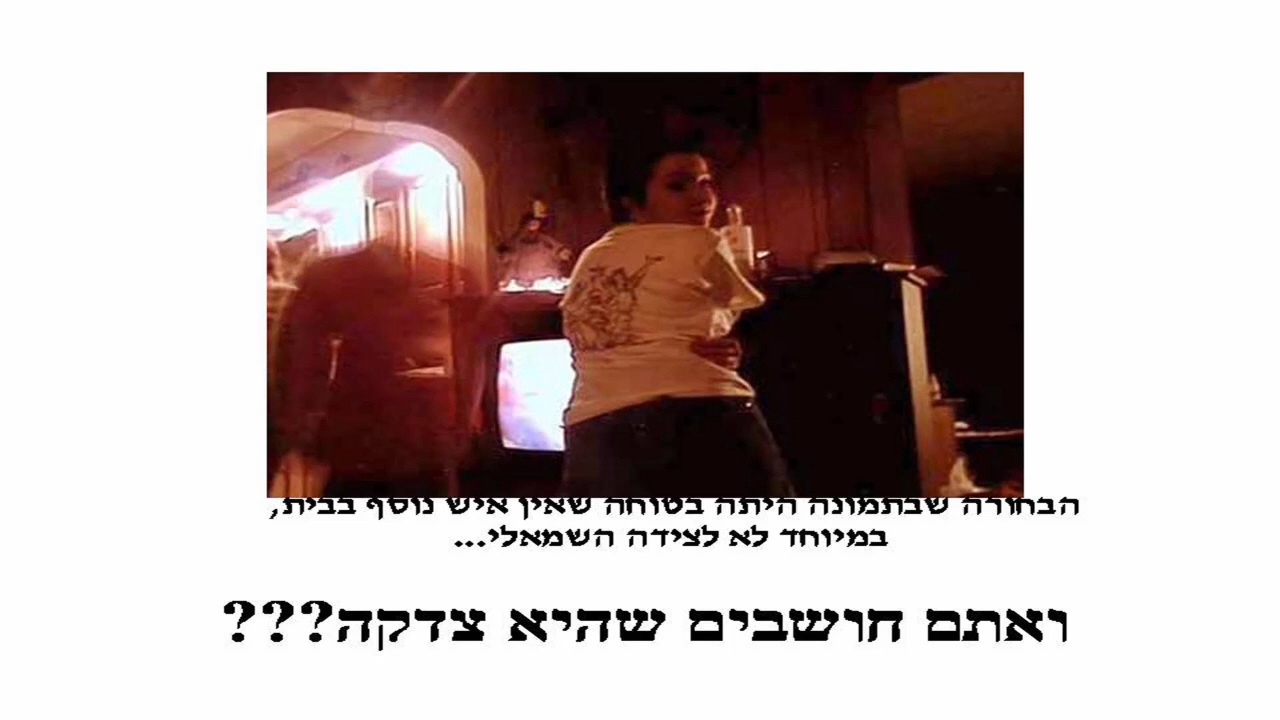 הבחורה שבתמונה היתה בטוחה שאין איש נוסף בבית,
במיוחד לא לצידה השמאלי...
ואתם חושבים שהיא צדקה???